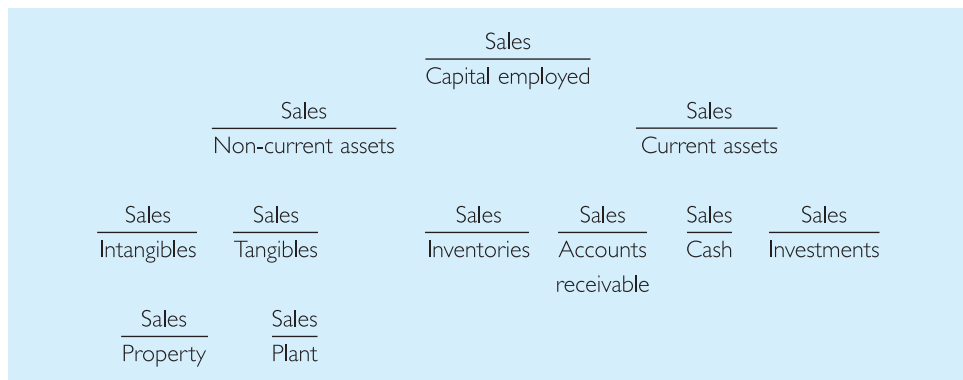 Sales
Capital employed
Sales Sales
Non-current assets Current assets
Sales Sales Sales Sales Sales Sales
Intangibles Tangibles Inventories Accounts Cash Investments
receivable
Sales Sales
Property Plant